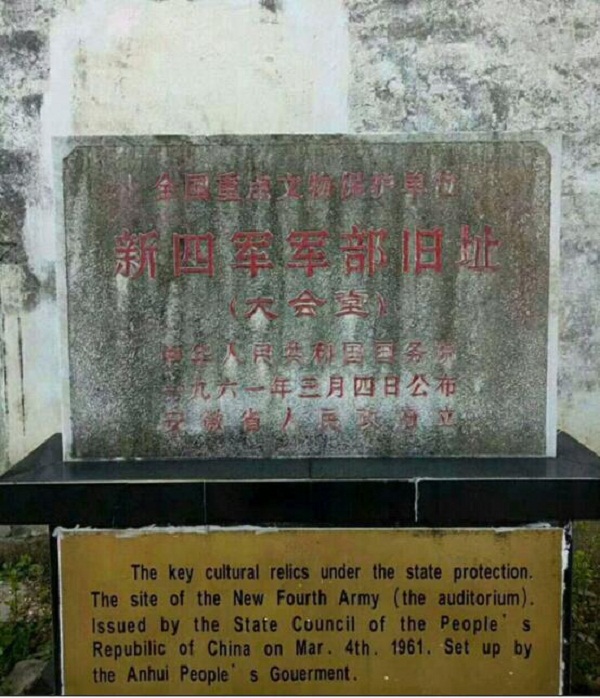 全国重点文物保护单位
新四军军部旧址
(大会堂)
中华人民共和国国务院
一九六一年三月四日公布
安徽省人民政府立
The key cultural relics under the state protection.
The site of the New Fourth Army (the auditorium).
Issued by the State Council of the People's
Repubilic of China on Mar. 4th. 1961. Set up by
the Anhui People's Gouerment.